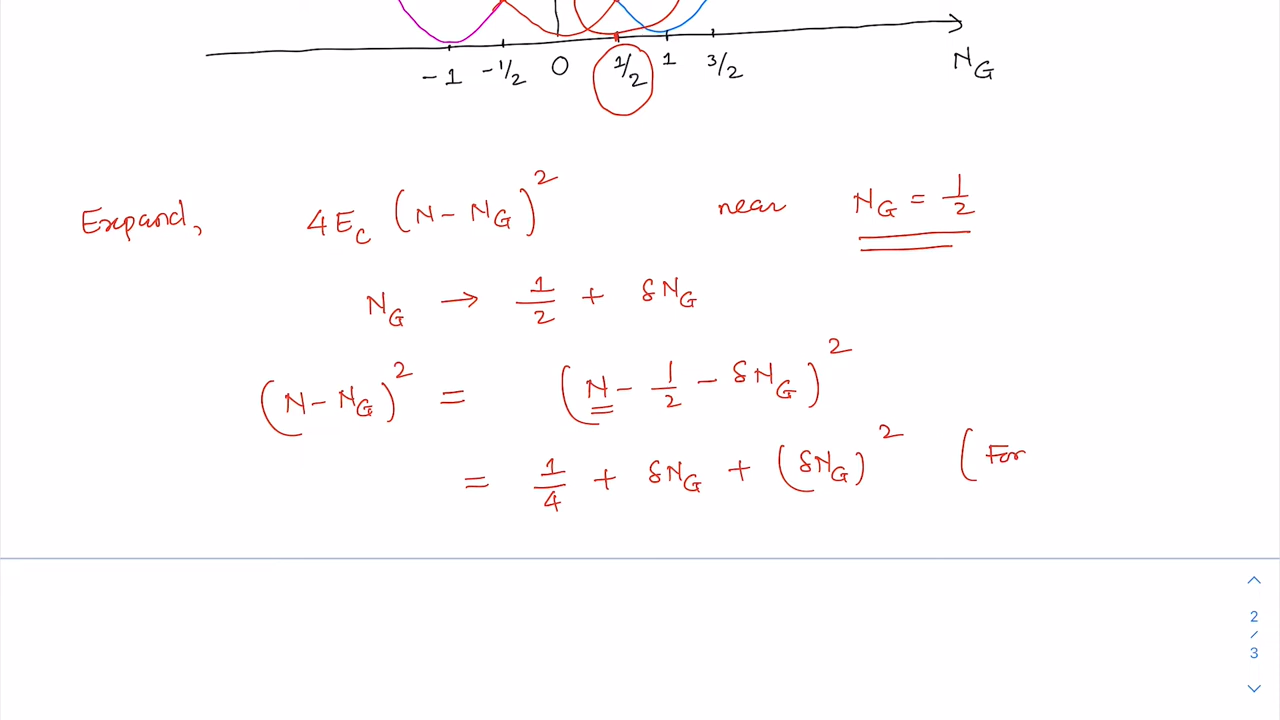 -1 -1/2 0 1/2 1 3/2 N_G
Expand, 4E_C (N - N_G)^2 near N_G = 1/2
N_G → 1/2 + δN_G
(N - N_G)^2 = (N - 1/2 - δN_G)^2
= 1/4 + δN_G + (δN_G)^2 (For
2
/
3